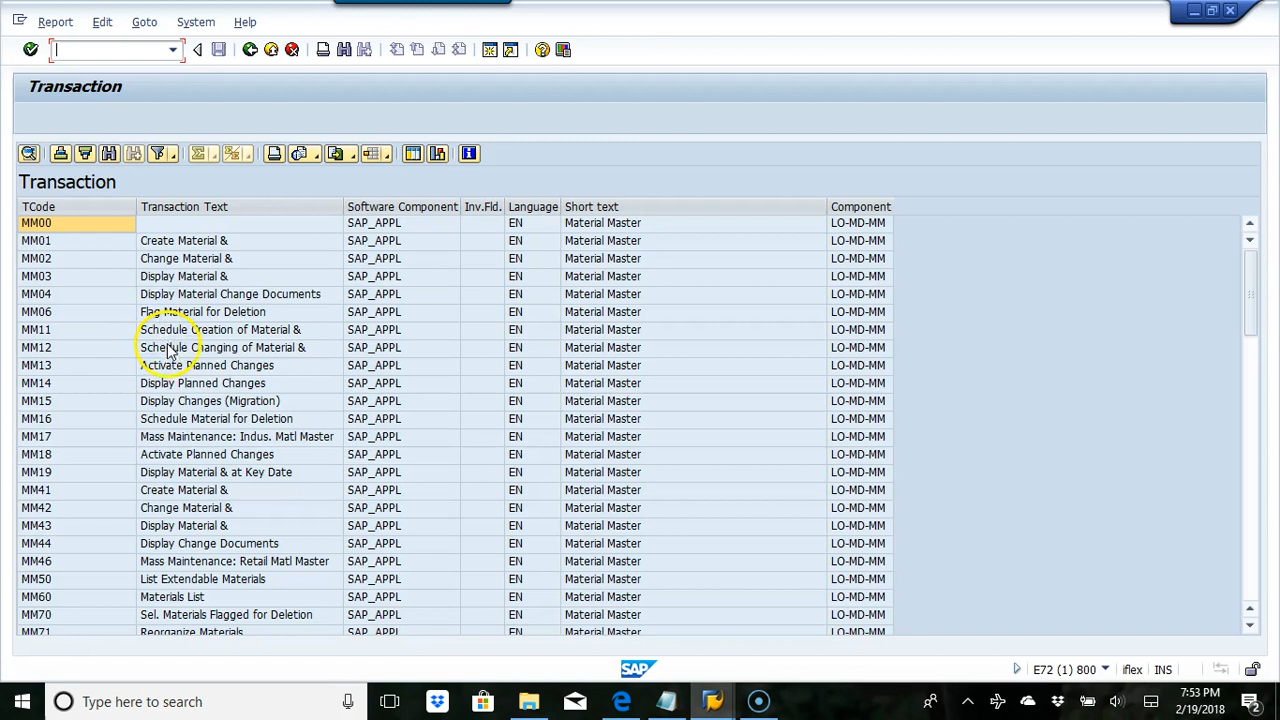 Report Edit Goto System Help
Transaction
Transaction
TCode Transaction Text Software Component Inv.Fld. Language Short text Component
MM00 SAP_APPL EN Material Master LO-MD-MM
MM01 Create Material & SAP_APPL EN Material Master LO-MD-MM
MM02 Change Material & SAP_APPL EN Material Master LO-MD-MM
MM03 Display Material & SAP_APPL EN Material Master LO-MD-MM
MM04 Display Material Change Documents SAP_APPL EN Material Master LO-MD-MM
MM06 Flag Material for Deletion SAP_APPL EN Material Master LO-MD-MM
MM11 Schedule Creation of Material & SAP_APPL EN Material Master LO-MD-MM
MM12 Schedule Changing of Material & SAP_APPL EN Material Master LO-MD-MM
MM13 Activate Planned Changes SAP_APPL EN Material Master LO-MD-MM
MM14 Display Planned Changes SAP_APPL EN Material Master LO-MD-MM
MM15 Display Changes (Migration) SAP_APPL EN Material Master LO-MD-MM
MM16 Schedule Material for Deletion SAP_APPL EN Material Master LO-MD-MM
MM17 Mass Maintenance: Indus. Matl Master SAP_APPL EN Material Master LO-MD-MM
MM18 Activate Planned Changes SAP_APPL EN Material Master LO-MD-MM
MM19 Display Material & at Key Date SAP_APPL EN Material Master LO-MD-MM
MM41 Create Material & SAP_APPL EN Material Master LO-MD-MM
MM42 Change Material & SAP_APPL EN Material Master LO-MD-MM
MM43 Display Material & SAP_APPL EN Material Master LO-MD-MM
MM44 Display Change Documents SAP_APPL EN Material Master LO-MD-MM
MM46 Mass Maintenance: Retail Matl Master SAP_APPL EN Material Master LO-MD-MM
MM50 List Extendable Materials SAP_APPL EN Material Master LO-MD-MM
MM60 Materials List SAP_APPL EN Material Master LO-MD-MM
MM70 Sel. Materials Flagged for Deletion SAP_APPL EN Material Master LO-MD-MM
MM71 Reorganize Materials SAP_APPL EN Material Master LO-MD-MM
SAP E72 (1) 800 iflex INS
Type here to search
7:53 PM
2/19/2018
2